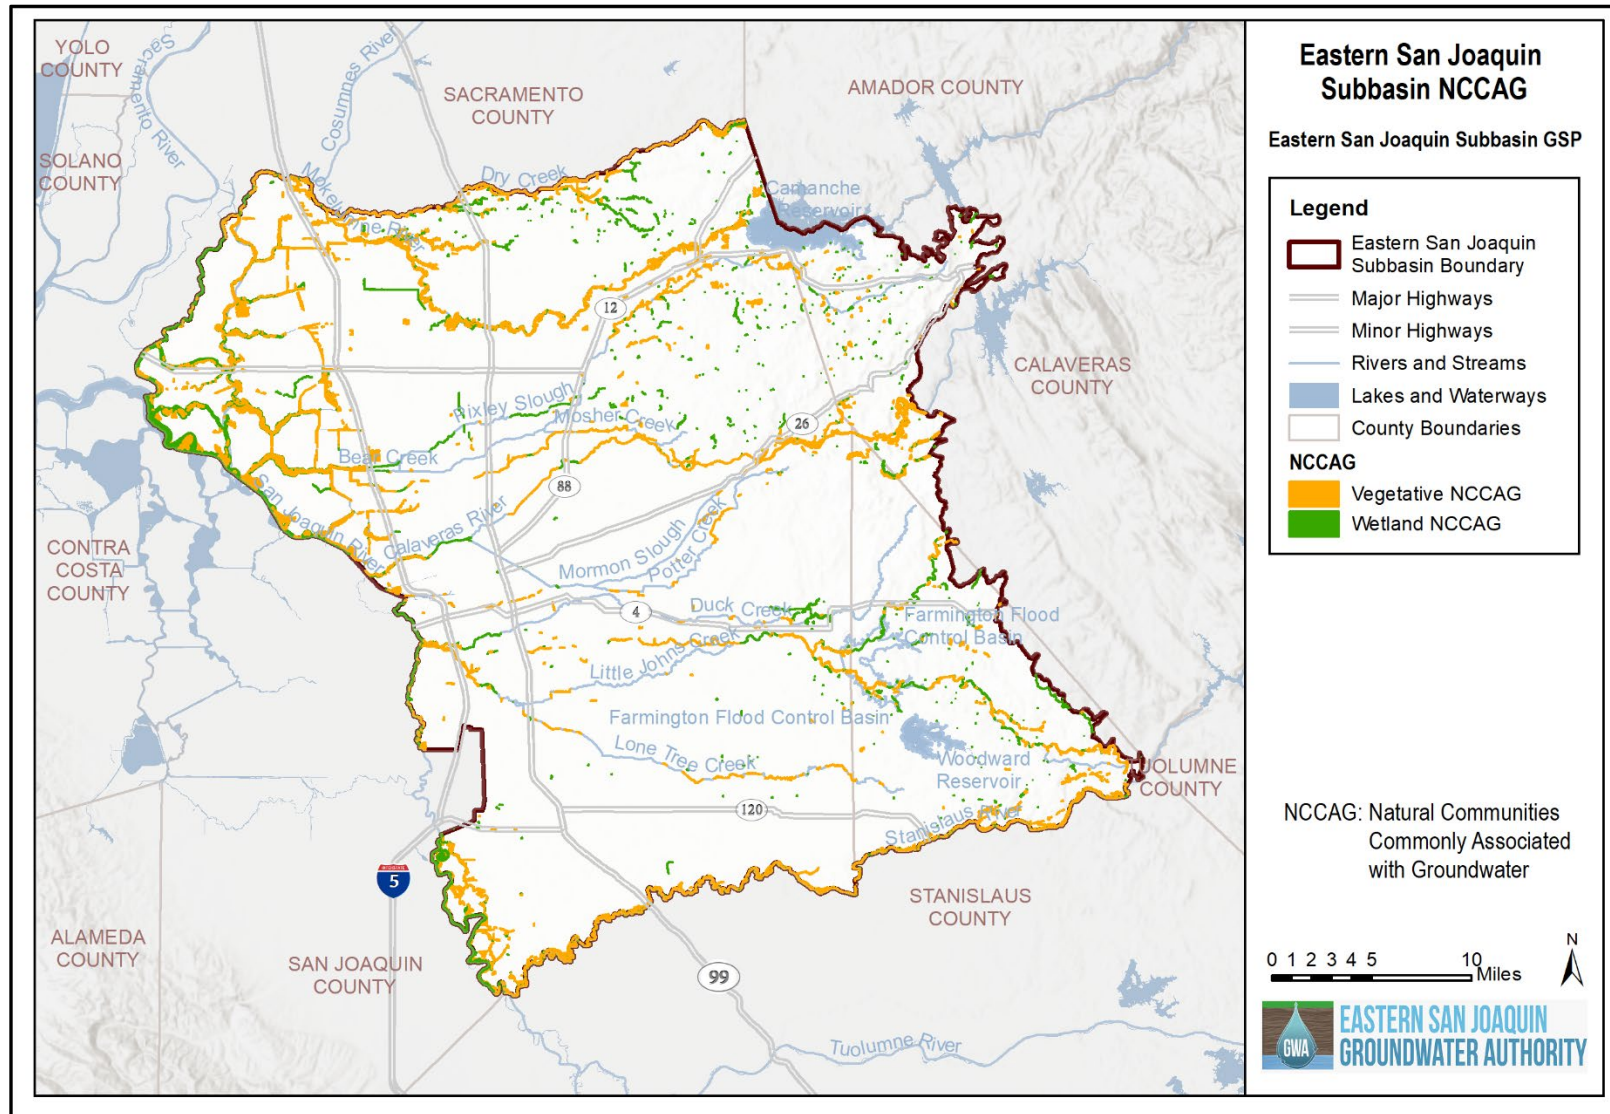 YOLO
COUNTY
Sacramento River
Cosumnes River
SACRAMENTO
COUNTY
AMADOR COUNTY
SOLANO
COUNTY
Mokelumne River
Dry Creek
Camanche
Reservoir
12
CALAVERAS
COUNTY
Pixley Slough
Mosher Creek
26
Bear Creek
88
San Joaquin River
Calaveras River
CONTRA
COSTA
COUNTY
Mormon Slough
Potter Creek
4
Duck Creek
Farmington Flood
Control Basin
Little Johns Creek
Farmington Flood Control Basin
Lone Tree Creek
Woodward
Reservoir
UOLUMNE
COUNTY
120
Stanislaus River
5
STANISLAUS
COUNTY
ALAMEDA
COUNTY
SAN JOAQUIN
COUNTY
99
Tuolumne River
Eastern San Joaquin
Subbasin NCCAG
Eastern San Joaquin Subbasin GSP
Legend
Eastern San Joaquin
Subbasin Boundary
Major Highways
Minor Highways
Rivers and Streams
Lakes and Waterways
County Boundaries
NCCAG
Vegetative NCCAG
Wetland NCCAG
NCCAG: Natural Communities
Commonly Associated
with Groundwater
N
0 1 2 3 4 5 10
Miles
GWA
EASTERN SAN JOAQUIN
GROUNDWATER AUTHORITY